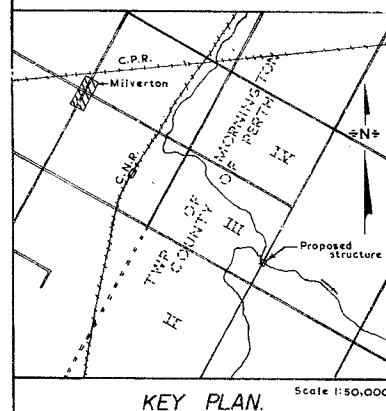 C.P.R.
Milverton
÷N÷
C.N.R.
TWP OF MORNINGTON
COUNTY OF PERTH
IV
III
II
Proposed
structure
KEY PLAN.
Scale 1:50,000